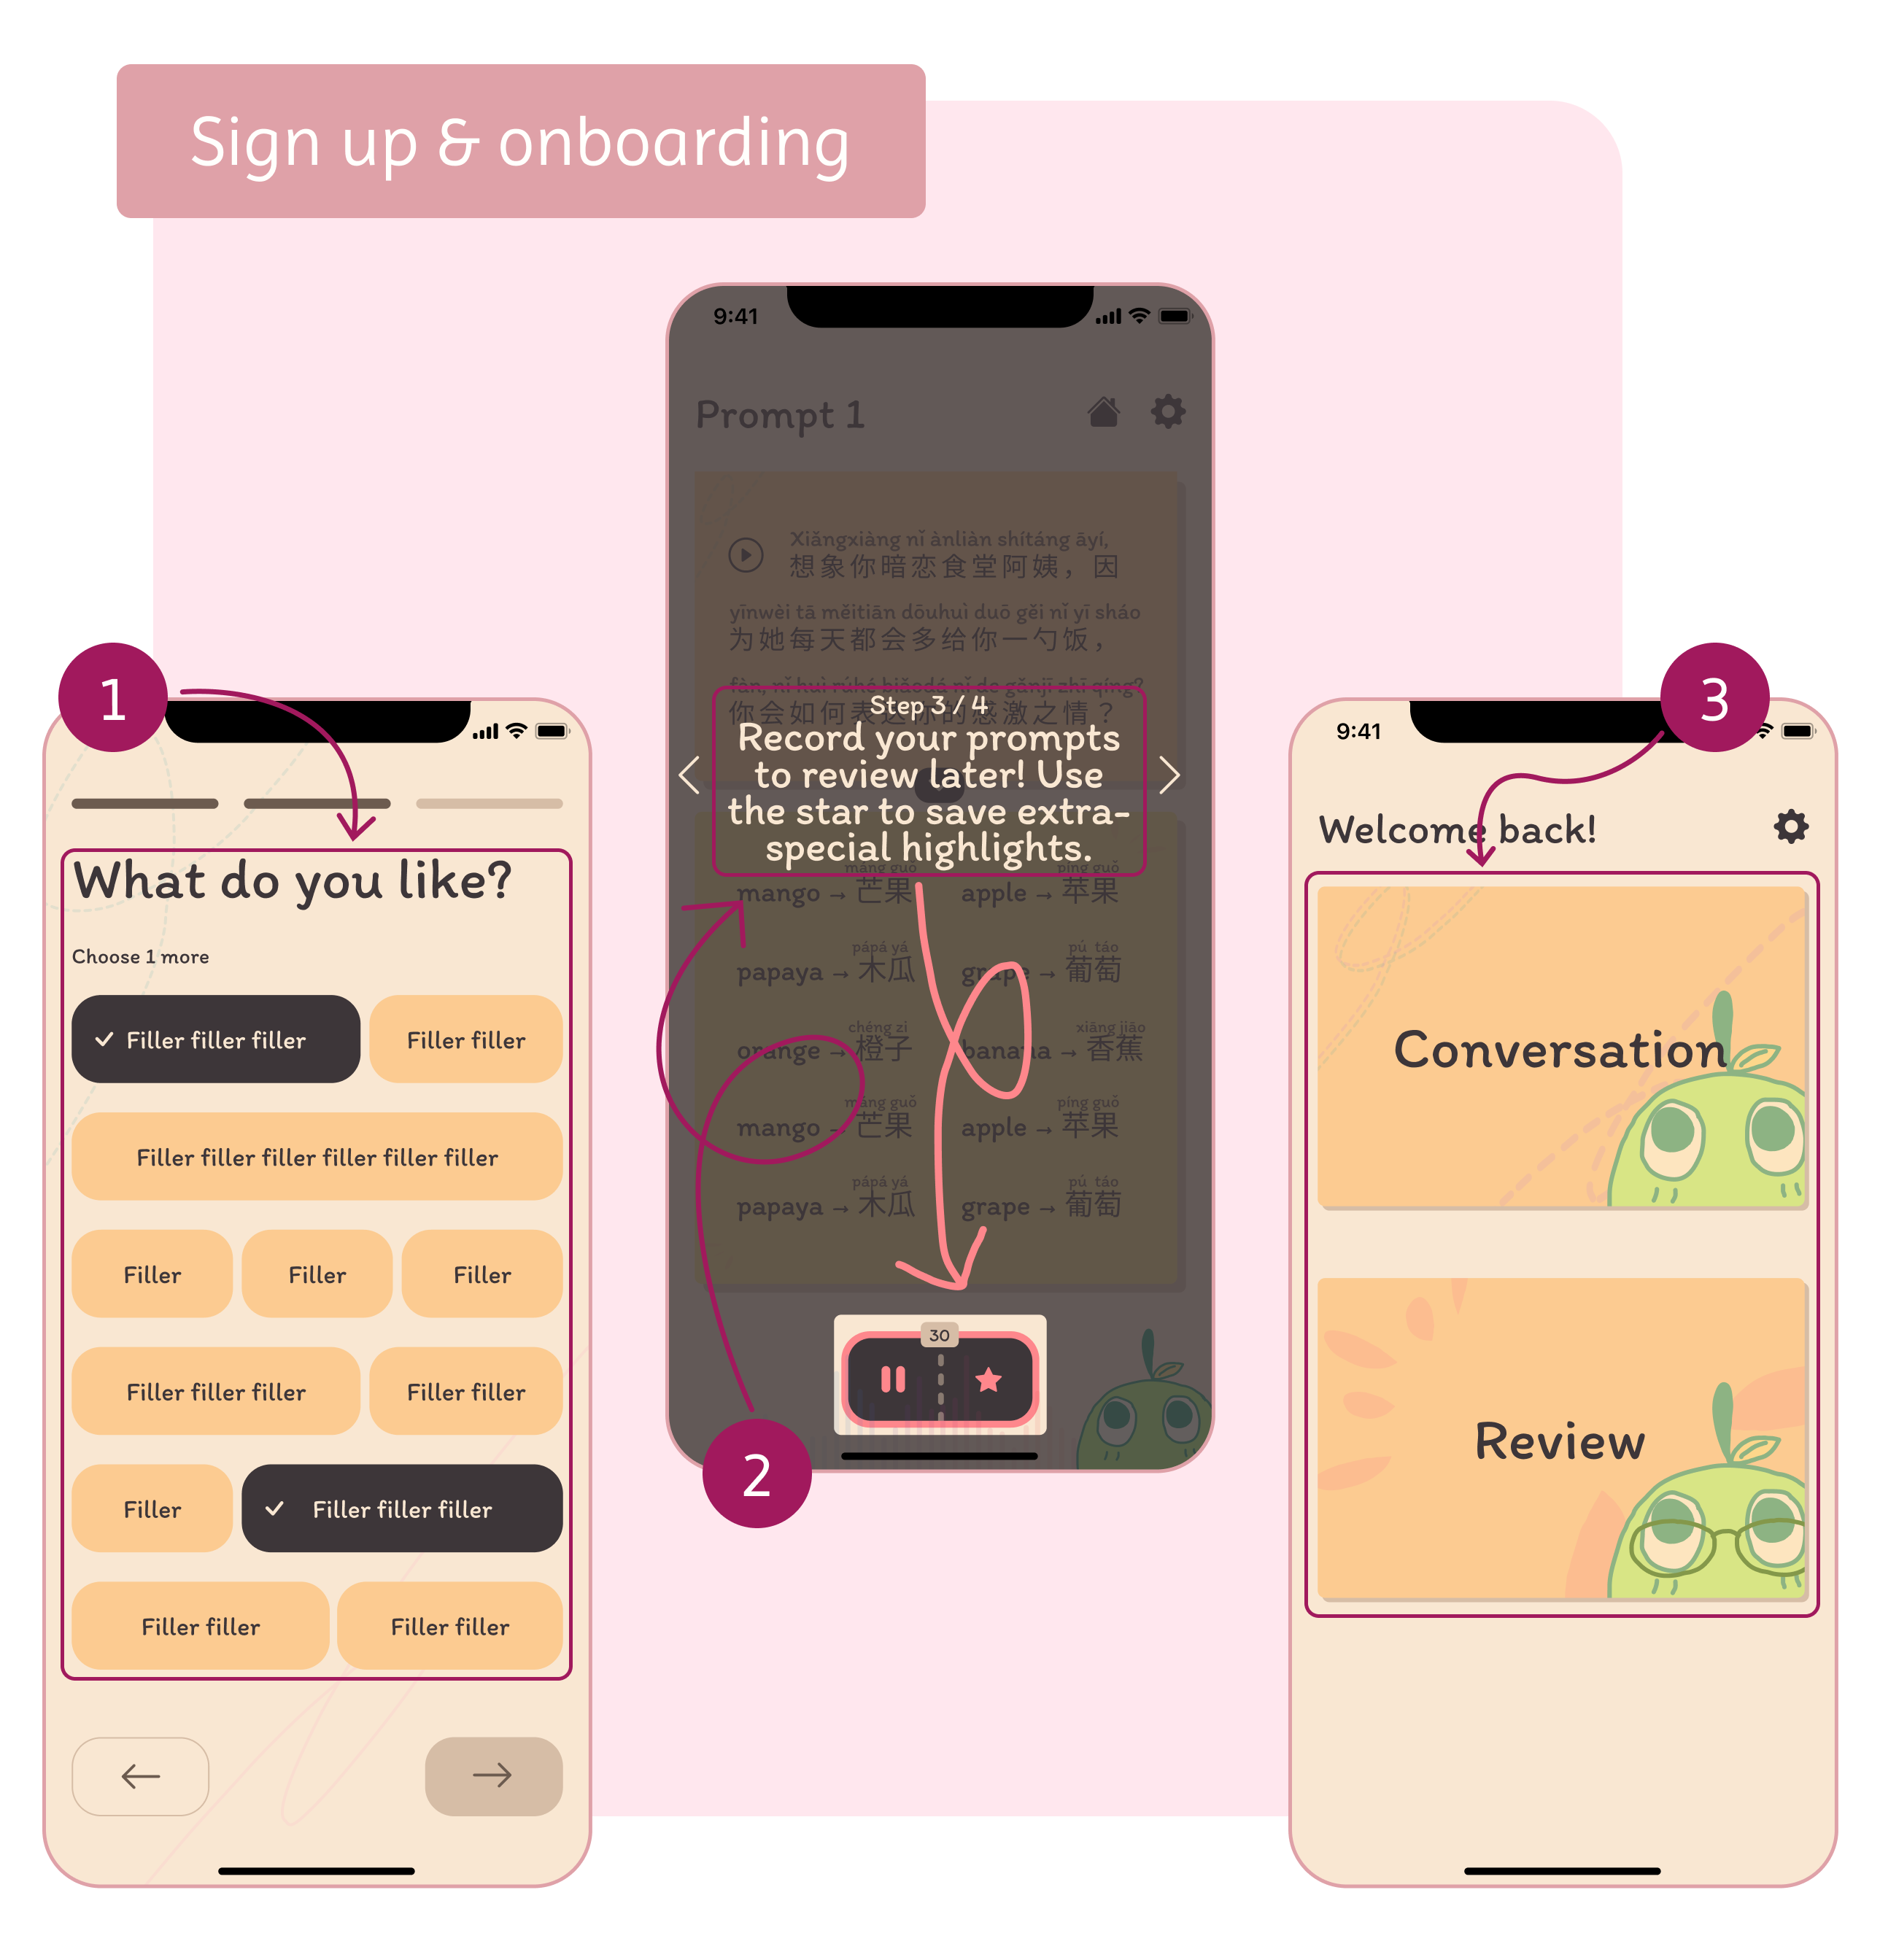 Sign up & onboarding
1
What do you like?
Choose 1 more
Filler filler filler
Filler filler
Filler filler filler filler filler filler
Filler
Filler
Filler
Filler filler filler
Filler filler
Filler
Filler filler filler
Filler filler
Filler filler
9:41
Prompt 1
Xiǎngxiàng nǐ ànliàn shítáng āyí,
想象你暗恋食堂阿姨，因
yīnwèi tā měitiān dōuhuì duō gěi nǐ yī sháo
为她每天都会多给你一勺饭，
fàn, nǐ huì rúhé biǎodá nǐ de gǎnjī zhī qíng?
你会如何表达你的感激之情？
Step 3 / 4
Record your prompts
to review later! Use
the star to save extra-
special highlights.
máng guǒ
mango → 芒果
píng guǒ
apple → 苹果
pápá yá
papaya → 木瓜
pú táo
grape → 葡萄
chéng zi
orange → 橙子
xiāng jiāo
banana → 香蕉
máng guǒ
mango → 芒果
píng guǒ
apple → 苹果
pápá yá
papaya → 木瓜
pú táo
grape → 葡萄
30
2
3
9:41
Welcome back!
Conversation
Review